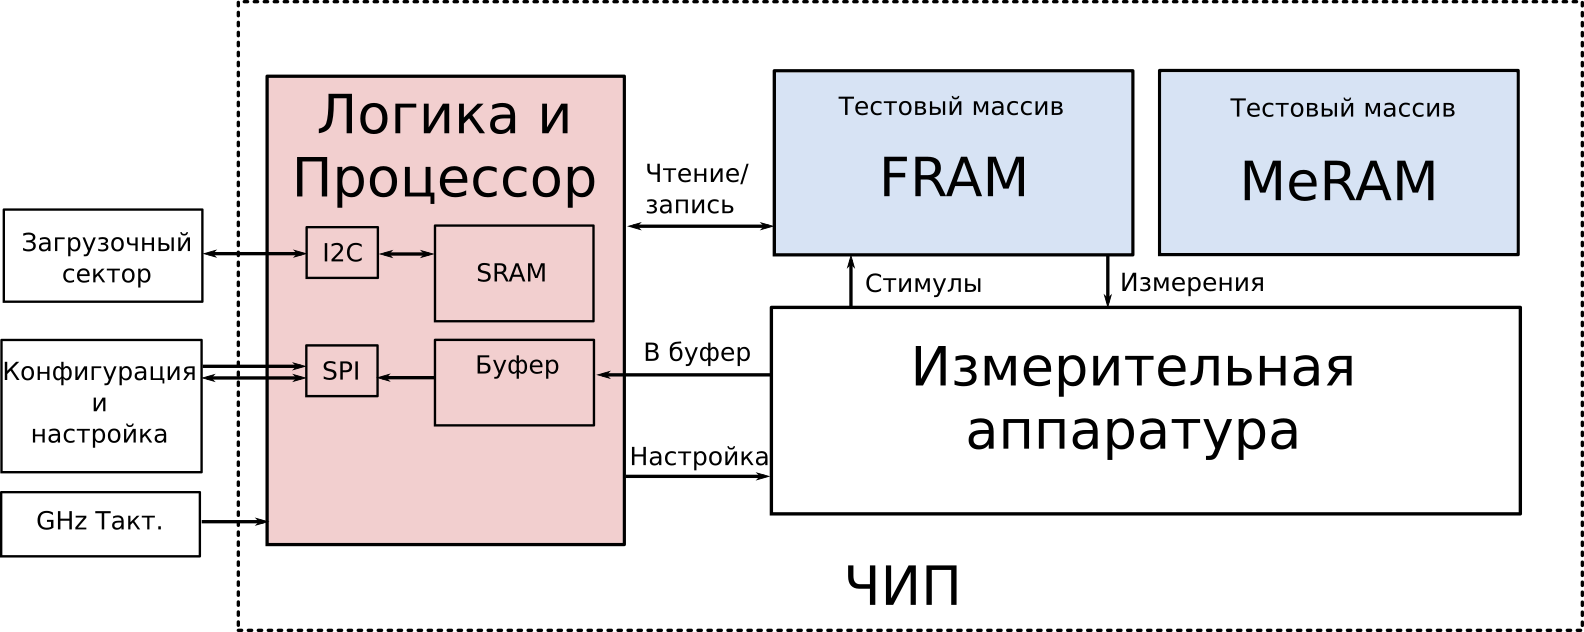 Логика и
Процессор
Загрузочный
сектор
I2C
SRAM
Конфигурация
и
настройка
SPI
Буфер
GHz Такт.
Чтение/
запись
В буфер
Настройка
Тестовый массив
FRAM
Тестовый массив
MeRAM
Стимулы
Измерения
Измерительная
аппаратура
ЧИП